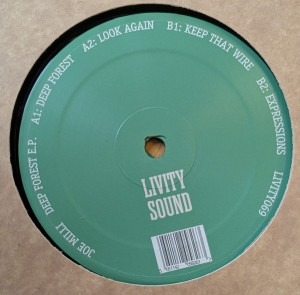 JOE MILLI DEEP FOREST E.P. A1: DEEP FOREST A2: LOOK AGAIN B1: KEEP THAT WIRE B2: EXPRESSIONS LIVITY069
LIVITY
SOUND